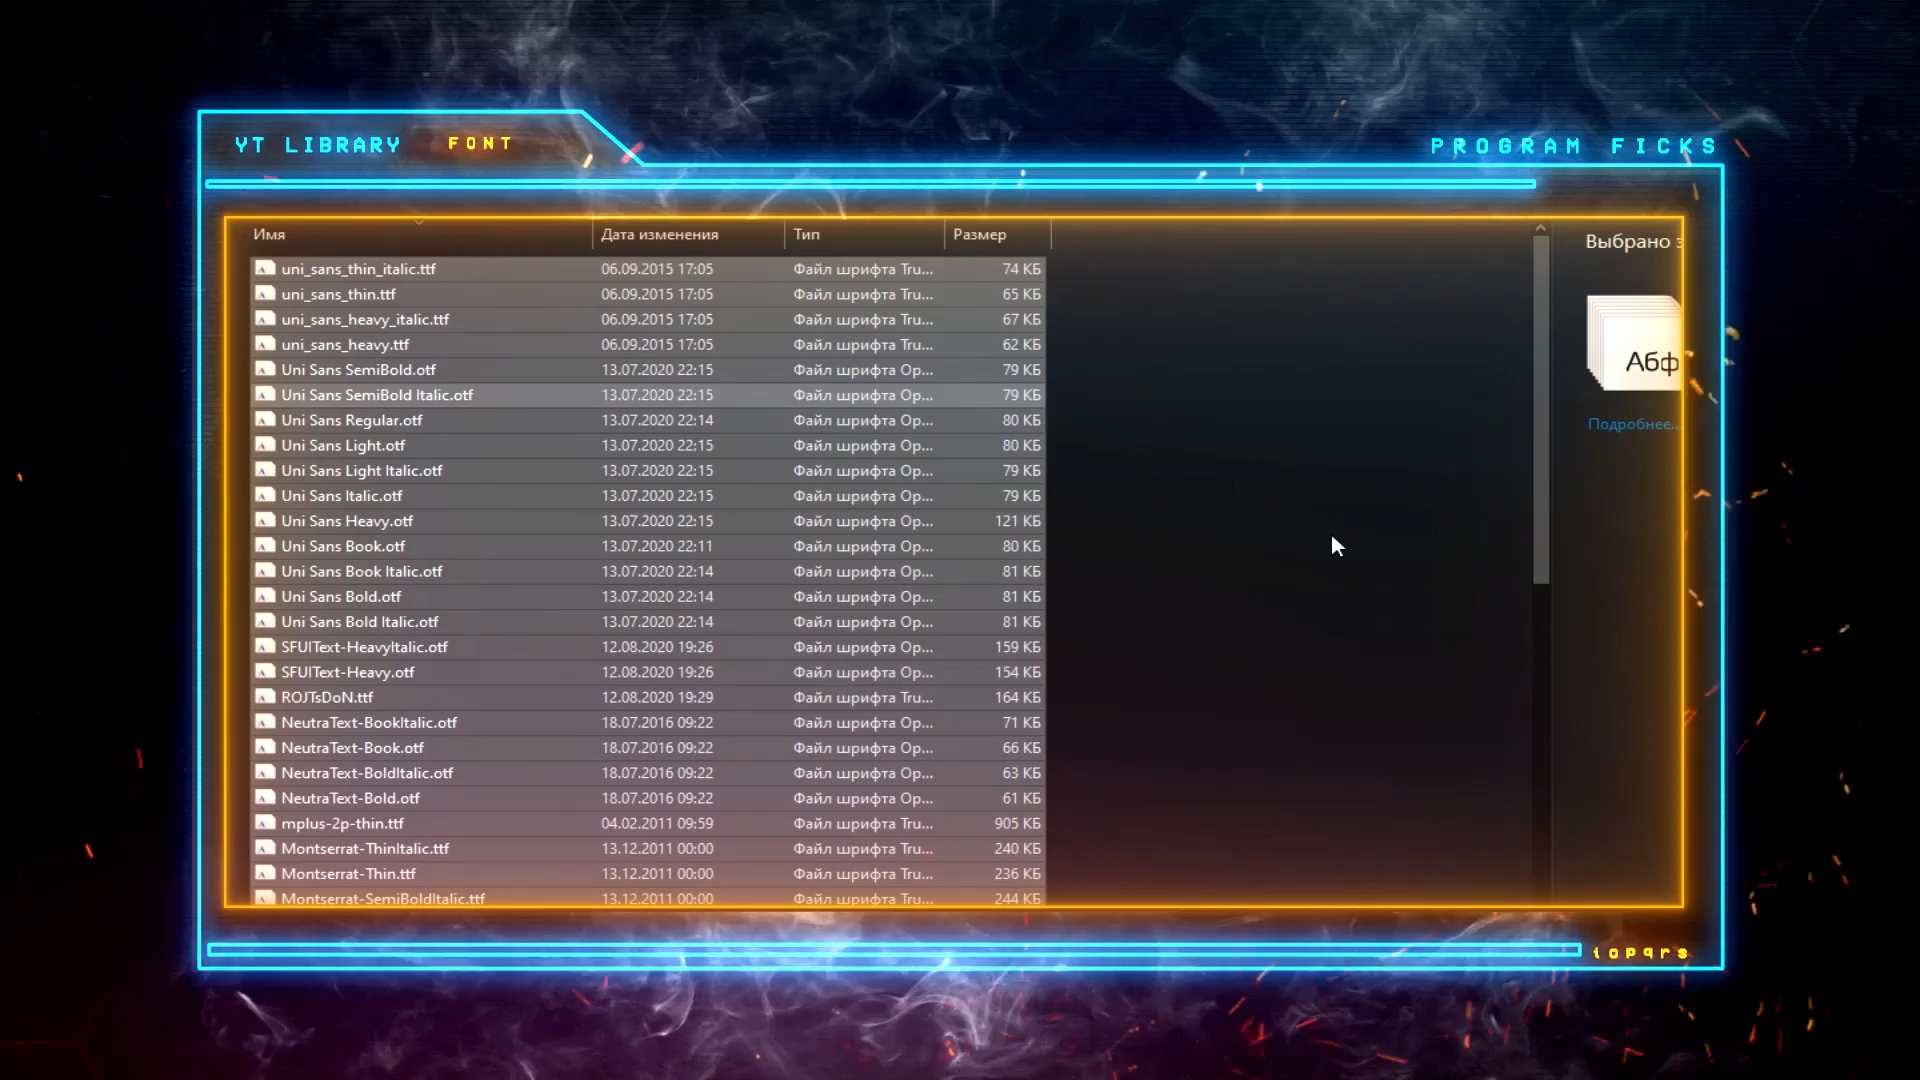 YT LIBRARY FONT
PROGRAM FICKS
Имя Дата изменения Тип Размер
Выбрано
uni_sans_thin_italic.ttf 06.09.2015 17:05 Файл шрифта Tru... 74 КБ
uni_sans_thin.ttf 06.09.2015 17:05 Файл шрифта Tru... 65 КБ
uni_sans_heavy_italic.ttf 06.09.2015 17:05 Файл шрифта Tru... 67 КБ
uni_sans_heavy.ttf 06.09.2015 17:05 Файл шрифта Tru... 62 КБ
Uni Sans SemiBold.otf 13.07.2020 22:15 Файл шрифта Op... 79 КБ
Uni Sans SemiBold Italic.otf 13.07.2020 22:15 Файл шрифта Op... 79 КБ
Uni Sans Regular.otf 13.07.2020 22:14 Файл шрифта Op... 80 КБ
Uni Sans Light.otf 13.07.2020 22:15 Файл шрифта Op... 80 КБ
Uni Sans Light Italic.otf 13.07.2020 22:15 Файл шрифта Op... 79 КБ
Uni Sans Italic.otf 13.07.2020 22:15 Файл шрифта Op... 79 КБ
Uni Sans Heavy.otf 13.07.2020 22:15 Файл шрифта Op... 121 КБ
Uni Sans Book.otf 13.07.2020 22:11 Файл шрифта Op... 80 КБ
Uni Sans Book Italic.otf 13.07.2020 22:14 Файл шрифта Op... 81 КБ
Uni Sans Bold.otf 13.07.2020 22:14 Файл шрифта Op... 81 КБ
Uni Sans Bold Italic.otf 13.07.2020 22:14 Файл шрифта Op... 81 КБ
SFUIText-HeavyItalic.otf 12.08.2020 19:26 Файл шрифта Op... 159 КБ
SFUIText-Heavy.otf 12.08.2020 19:26 Файл шрифта Op... 154 КБ
ROJTsDoN.ttf 12.08.2020 19:29 Файл шрифта Tru... 164 КБ
NeutraText-BookItalic.otf 18.07.2016 09:22 Файл шрифта Op... 71 КБ
NeutraText-Book.otf 18.07.2016 09:22 Файл шрифта Op... 66 КБ
NeutraText-BoldItalic.otf 18.07.2016 09:22 Файл шрифта Op... 63 КБ
NeutraText-Bold.otf 18.07.2016 09:22 Файл шрифта Op... 61 КБ
mplus-2p-thin.ttf 04.02.2011 09:59 Файл шрифта Tru... 905 КБ
Montserrat-ThinItalic.ttf 13.12.2011 00:00 Файл шрифта Tru... 240 КБ
Montserrat-Thin.ttf 13.12.2011 00:00 Файл шрифта Tru... 236 КБ
Montserrat-SemiBoldItalic.ttf 13.12.2011 00:00 Файл шрифта Tru... 244 КБ
Абф
Подробнее...
iopqrs